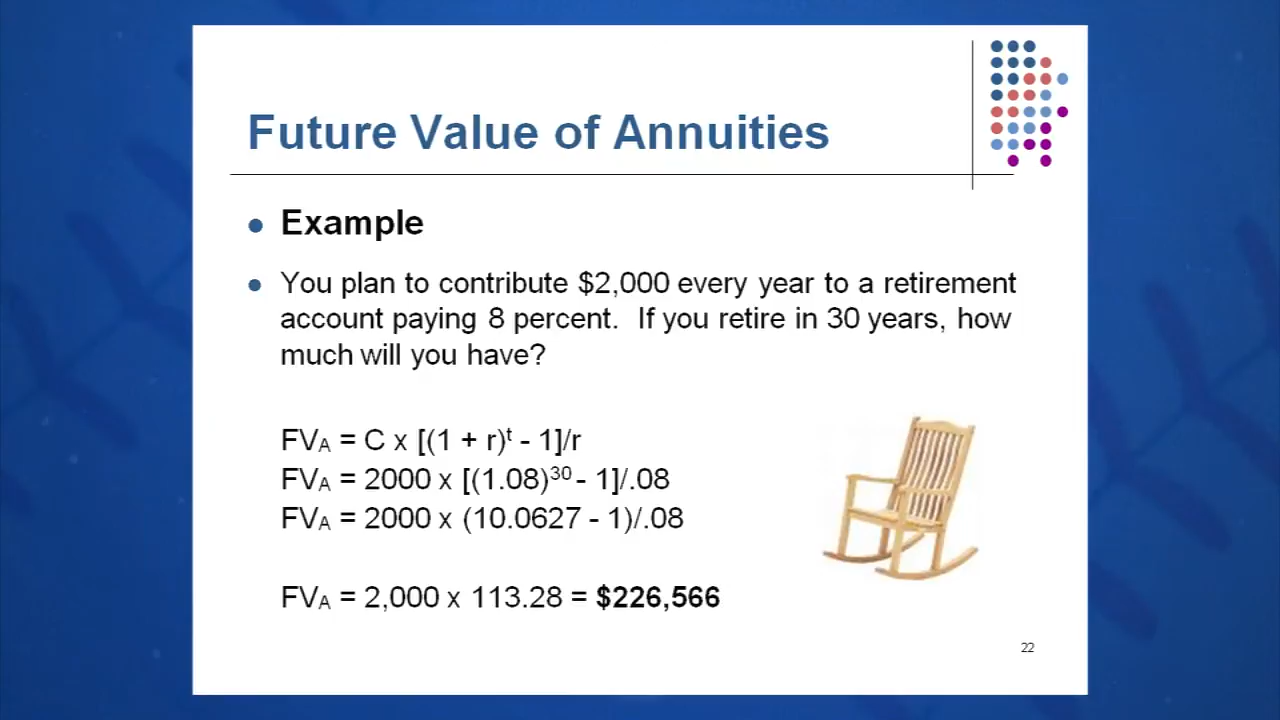 Future Value of Annuities
Example
You plan to contribute $2,000 every year to a retirement
account paying 8 percent. If you retire in 30 years, how
much will you have?
FVA = C x [(1 + r)ᵗ - 1]/r
FVA = 2000 x [(1.08)³⁰ - 1]/.08
FVA = 2000 x (10.0627 - 1)/.08
FVA = 2,000 x 113.28 = $226,566
22